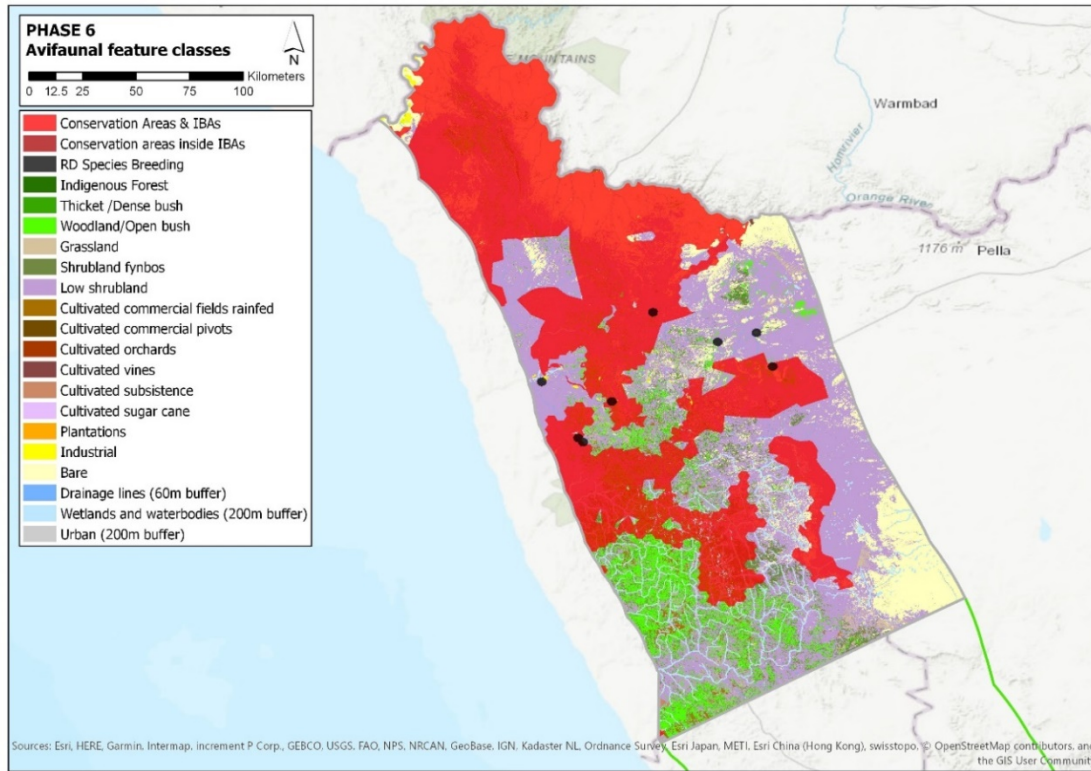 PHASE 6
Avifaunal feature classes
N
Kilometers
0 12.5 25 50 75 100
Conservation Areas & IBAs
Conservation areas inside IBAs
RD Species Breeding
Indigenous Forest
Thicket /Dense bush
Woodland/Open bush
Grassland
Shrubland fynbos
Low shrubland
Cultivated commercial fields rainfed
Cultivated commercial pivots
Cultivated orchards
Cultivated vines
Cultivated subsistence
Cultivated sugar cane
Plantations
Industrial
Bare
Drainage lines (60m buffer)
Wetlands and waterbodies (200m buffer)
Urban (200m buffer)
MOUNTAINS
Warmbad
Homrivier
Orange River
1176 m
Pella
Sources: Esri, HERE, Garmin, Intermap, increment P Corp., GEBCO, USGS, FAO, NPS, NRCAN, GeoBase, IGN, Kadaster NL, Ordnance Survey, Esri Japan, METI, Esri China (Hong Kong), swisstopo, © OpenStreetMap contributors, and
the GIS User Commun